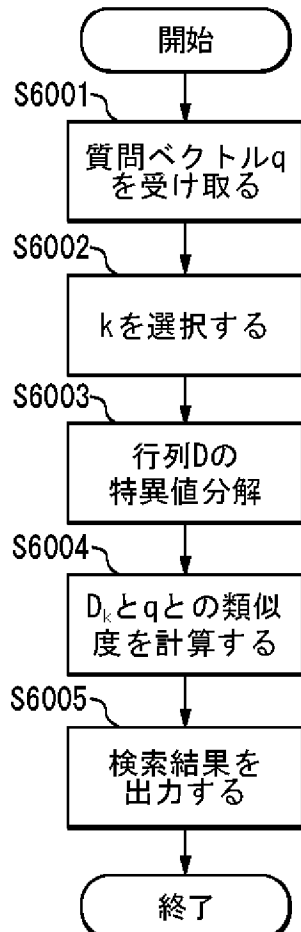 開始
S6001
質問ベクトルq
を受け取る
S6002
kを選択する
S6003
行列Dの
特異値分解
S6004
Dₖとqとの類似
度を計算する
S6005
検索結果を
出力する
終了